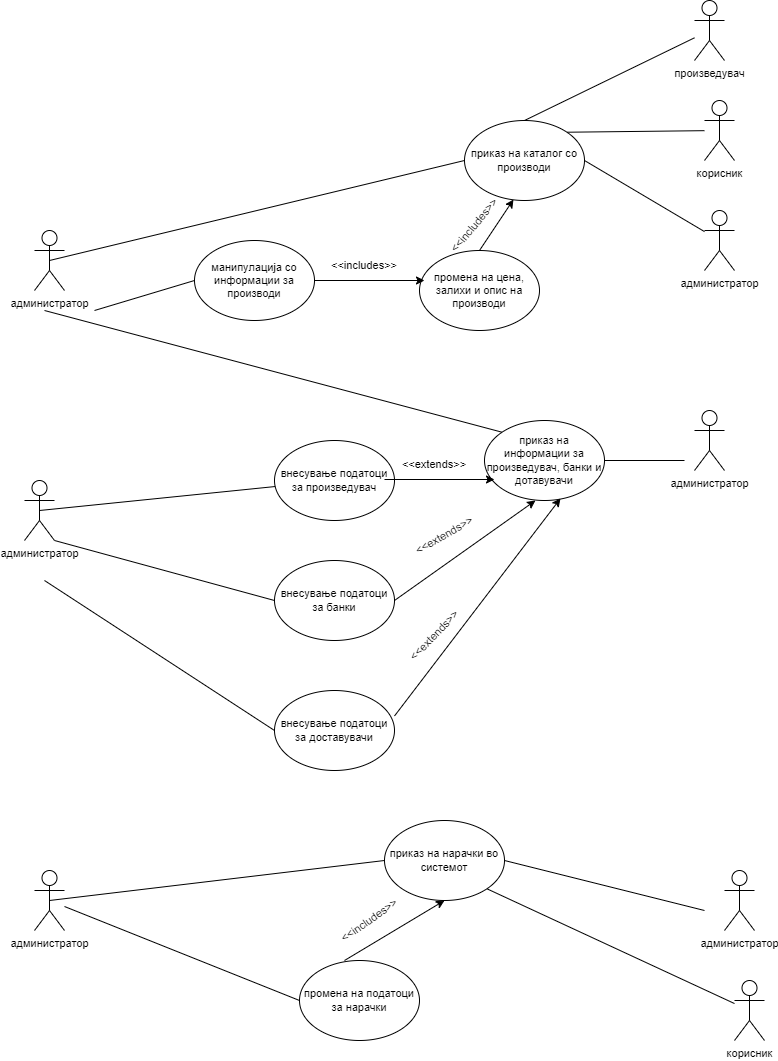 произведувач
приказ на каталог со
производи
корисник
<<includes>>
администратор
манипулација со
информации за
производи
<<includes>>
промена на цена,
залихи и опис на
производи
администратор
приказ на
информации за
произведувач, банки и
дотавувачи
администратор
внесување податоци
за произведувач
<<extends>>
администратор
<<extends>>
внесување податоци
за банки
<<extends>>
внесување податоци
за доставувачи
приказ на нарачки во
системот
администратор
<<includes>>
администратор
промена на податоци
за нарачки
корисник